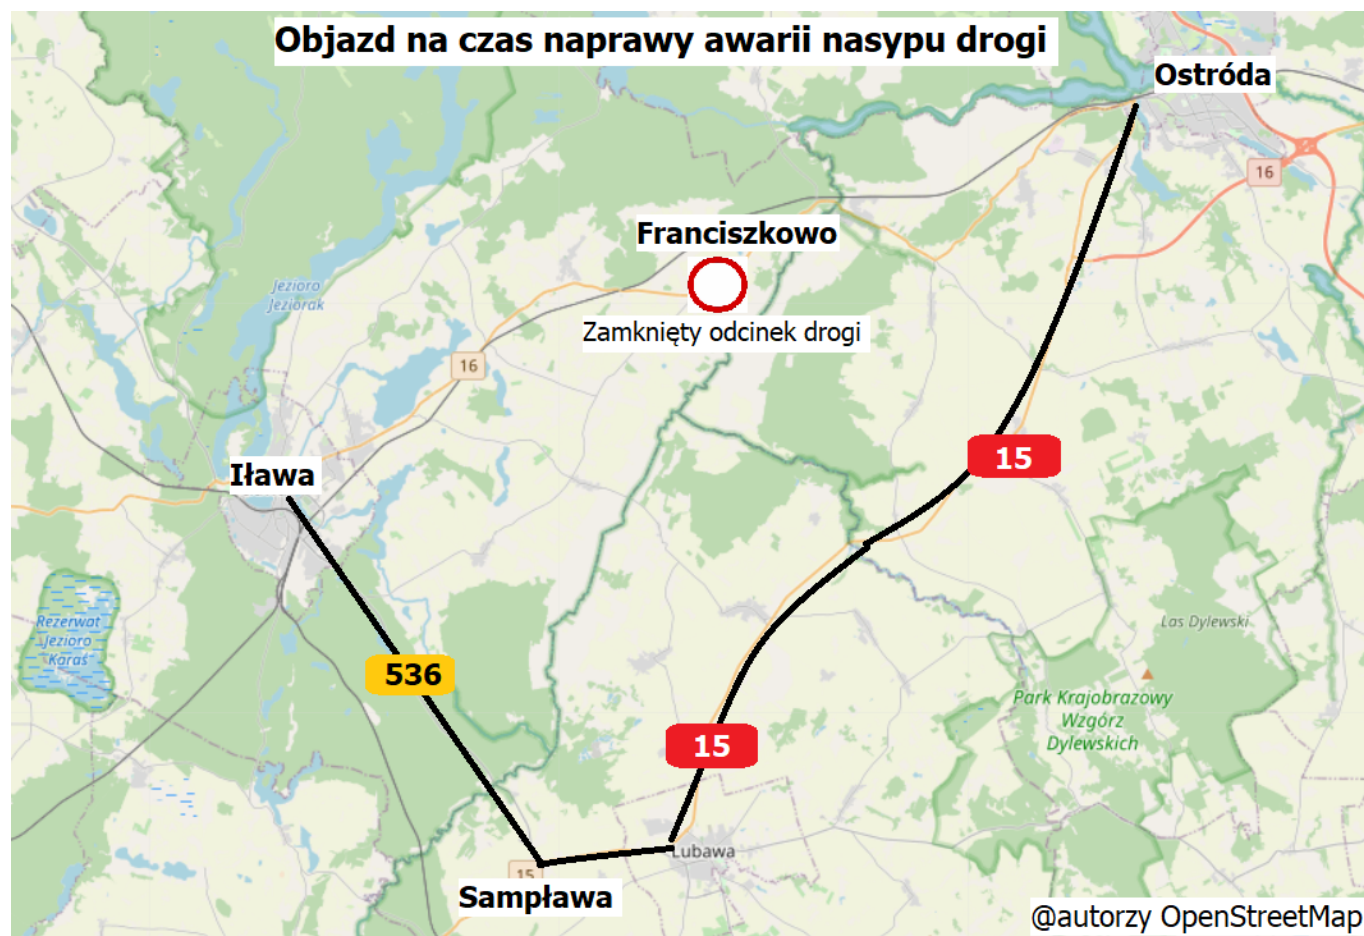 Objazd na czas naprawy awarii nasypu drogi
Ostróda
16
Franciszkowo
Jezioro
Jeziorak
Zamknięty odcinek drogi
16
15
Iława
Rezerwat
Jezioro
Karaś
Las Dylewski
536
Park Krajobrazowy
Wzgórz
Dylewskich
15
Lubawa
15
Sampława
@autorzy OpenStreetMap